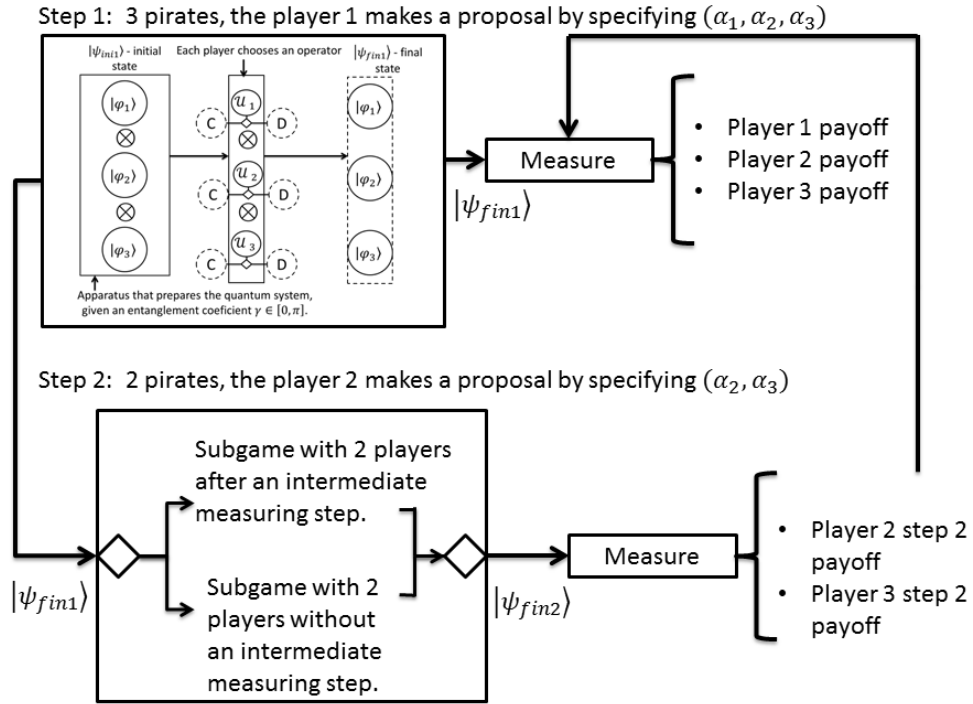 Step 1: 3 pirates, the player 1 makes a proposal by specifying (α₁, α₂, α₃)
|ψ_ini1⟩ - initial
state
Each player chooses an operator
|ψ_fin1⟩ - final
state
|φ₁⟩
⊗
|φ₂⟩
⊗
|φ₃⟩
𝒰₁
C
D
⊗
𝒰₂
C
D
⊗
𝒰₃
C
D
|φ₁⟩
|φ₂⟩
|φ₃⟩
Apparatus that prepares the quantum system,
given an entanglement coeficient γ ∈ [0, π].
|ψ_fin1⟩
Measure
• Player 1 payoff
• Player 2 payoff
• Player 3 payoff
Step 2: 2 pirates, the player 2 makes a proposal by specifying (α₂, α₃)
|ψ_fin1⟩
Subgame with 2 players
after an intermediate
measuring step.
Subgame with 2
players without
an intermediate
measuring step.
|ψ_fin2⟩
Measure
• Player 2 step 2
payoff
• Player 3 step 2
payoff